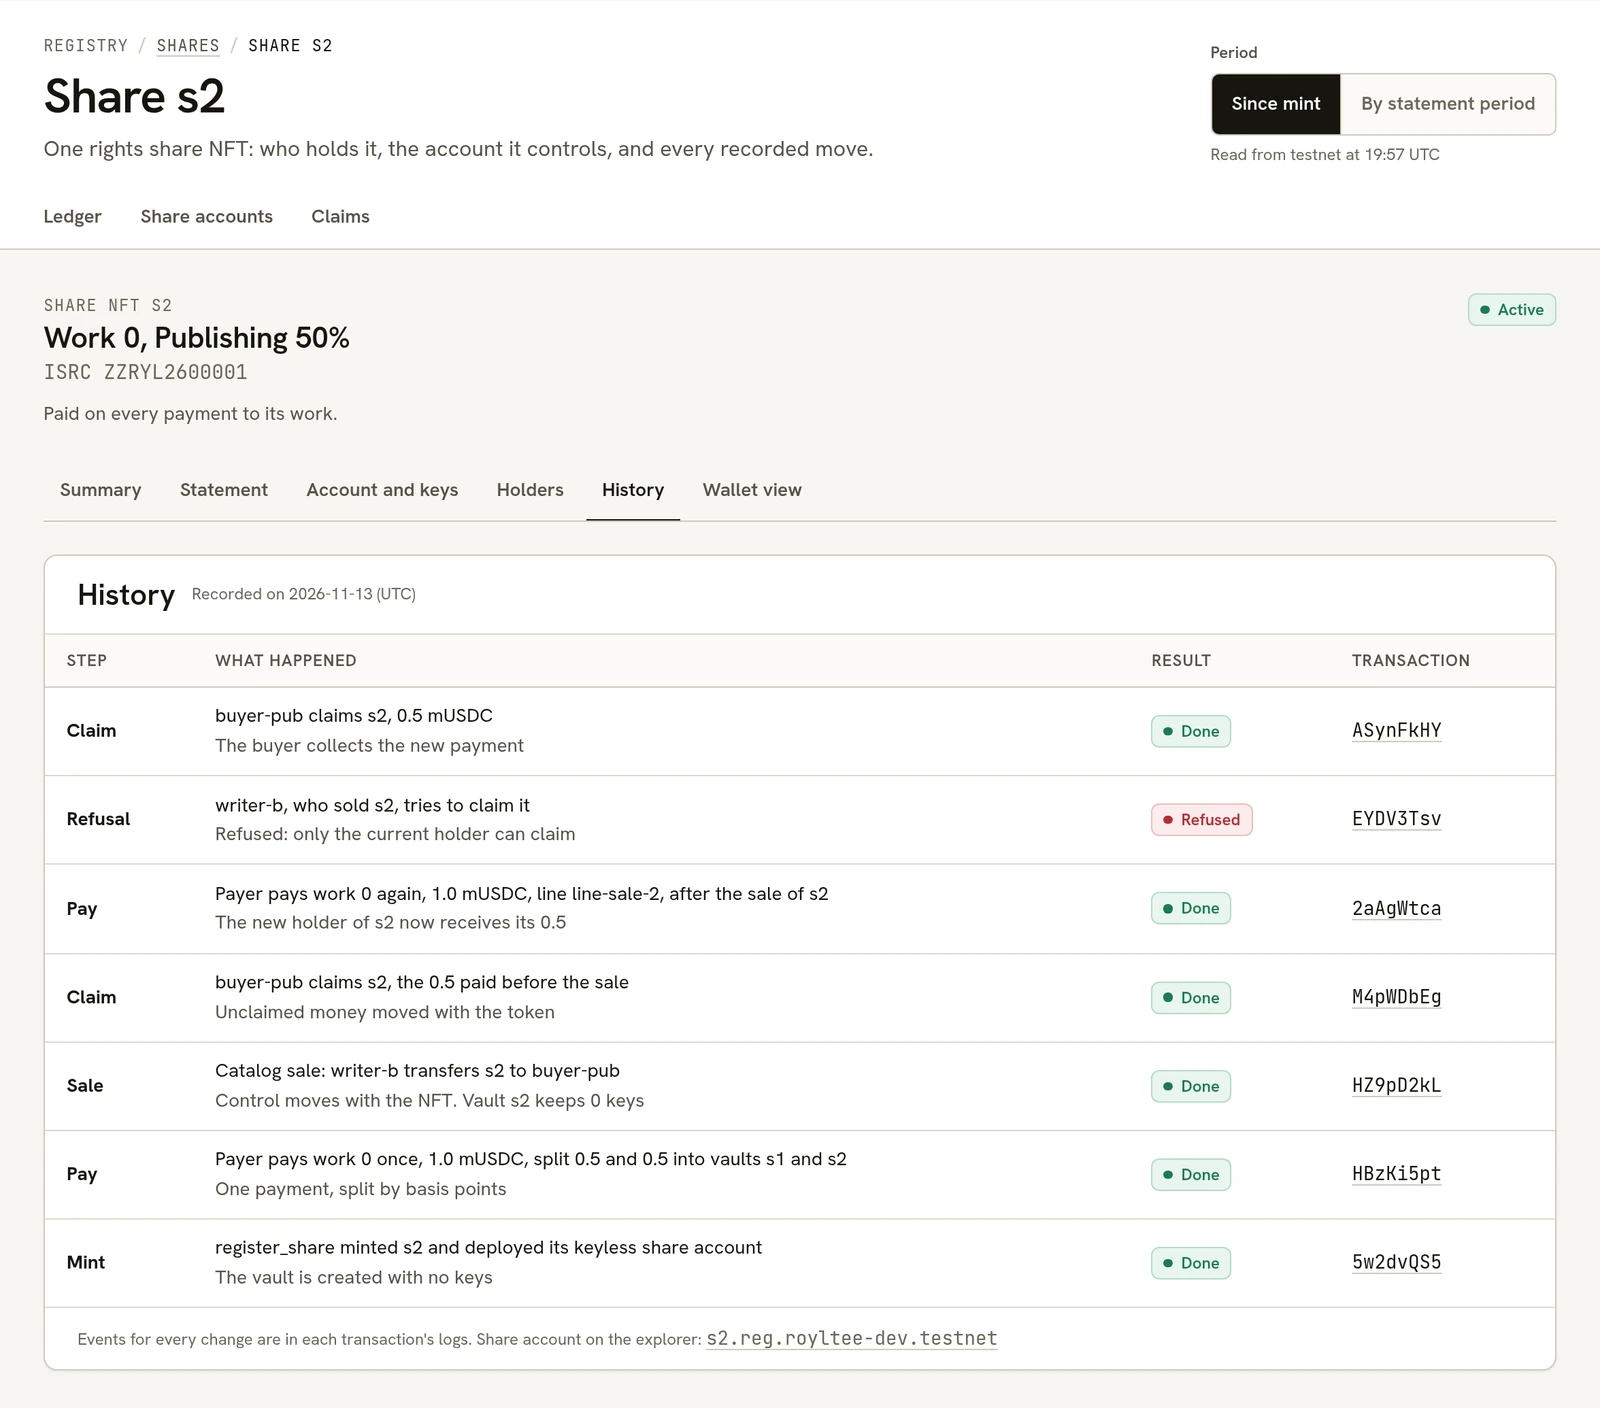 REGISTRY / SHARES / SHARE S2
Share s2
One rights share NFT: who holds it, the account it controls, and every recorded move.
Period
Since mint
By statement period
Read from testnet at 19:57 UTC
Ledger
Share accounts
Claims
SHARE NFT S2
Work 0, Publishing 50%
ISRC ZZRYL2600001
Paid on every payment to its work.
Active
Summary
Statement
Account and keys
Holders
History
Wallet view
History
Recorded on 2026-11-13 (UTC)
STEP
WHAT HAPPENED
RESULT
TRANSACTION
Claim
buyer-pub claims s2, 0.5 mUSDC
The buyer collects the new payment
Done
ASynFkHY
Refusal
writer-b, who sold s2, tries to claim it
Refused: only the current holder can claim
Refused
EYDV3Tsv
Pay
Payer pays work 0 again, 1.0 mUSDC, line line-sale-2, after the sale of s2
The new holder of s2 now receives its 0.5
Done
2aAgWtca
Claim
buyer-pub claims s2, the 0.5 paid before the sale
Unclaimed money moved with the token
Done
M4pWDbEg
Sale
Catalog sale: writer-b transfers s2 to buyer-pub
Control moves with the NFT. Vault s2 keeps 0 keys
Done
HZ9pD2kL
Pay
Payer pays work 0 once, 1.0 mUSDC, split 0.5 and 0.5 into vaults s1 and s2
One payment, split by basis points
Done
HBzKi5pt
Mint
register_share minted s2 and deployed its keyless share account
The vault is created with no keys
Done
5w2dvQS5
Events for every change are in each transaction's logs. Share account on the explorer: s2.reg.royltee-dev.testnet